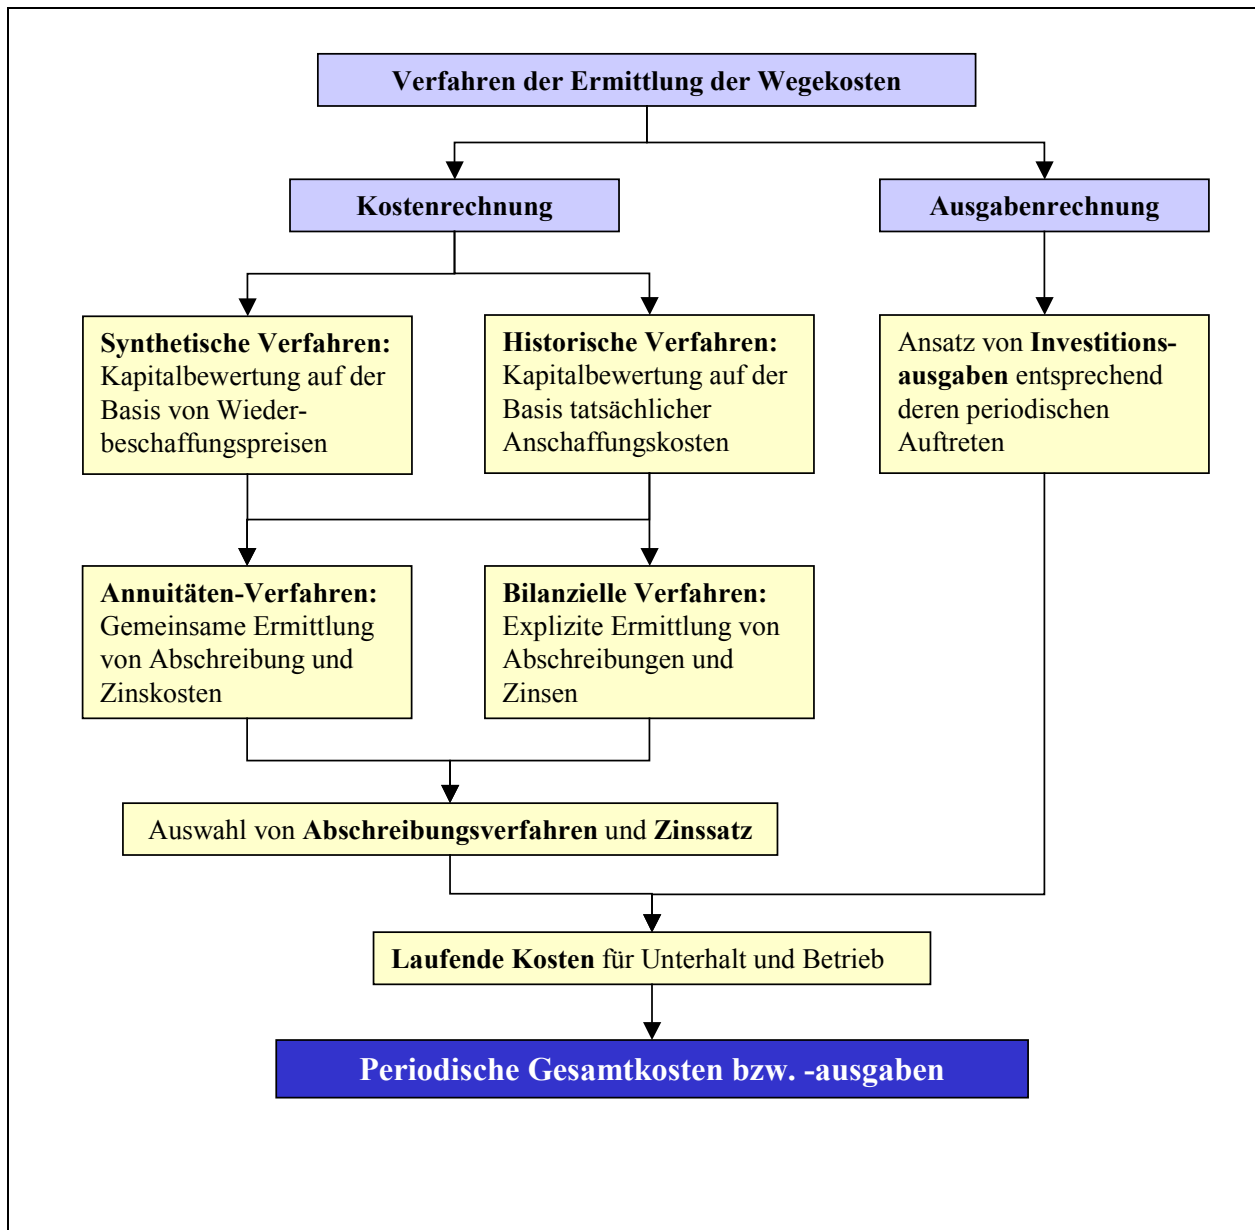 Verfahren der Ermittlung der Wegekosten
Kostenrechnung
Ausgabenrechnung
Synthetische Verfahren:
Kapitalbewertung auf der
Basis von Wieder-
beschaffungspreisen
Historische Verfahren:
Kapitalbewertung auf der
Basis tatsächlicher
Anschaffungskosten
Ansatz von Investitions-
ausgaben entsprechend
deren periodischen
Auftreten
Annuitäten-Verfahren:
Gemeinsame Ermittlung
von Abschreibung und
Zinskosten
Bilanzielle Verfahren:
Explizite Ermittlung von
Abschreibungen und
Zinsen
Auswahl von Abschreibungsverfahren und Zinssatz
Laufende Kosten für Unterhalt und Betrieb
Periodische Gesamtkosten bzw. -ausgaben